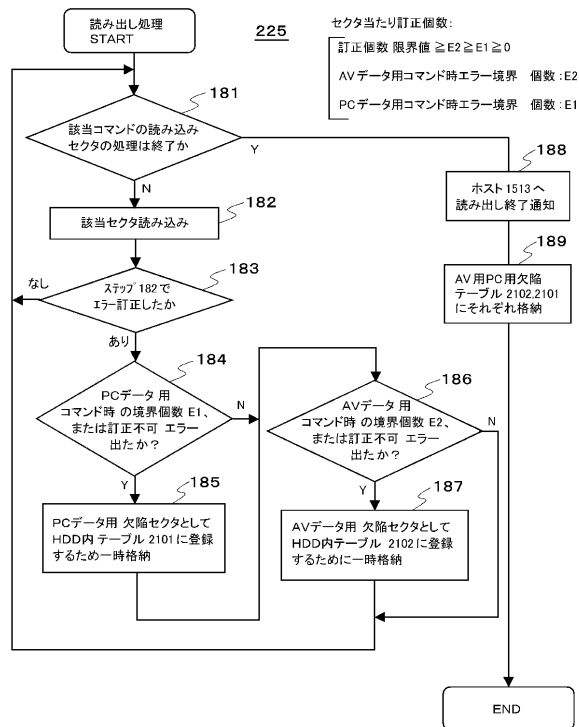 読み出し処理
START
225
セクタ当たり訂正個数:
訂正個数 限界値 ≧E2≧E1≧0
AVデータ用コマンド時エラー境界 個数:E2
PCデータ用コマンド時エラー境界 個数:E1
181
該当コマンドの読み込み
セクタの処理は終了か
Y
N
182
該当セクタ読み込み
183
なし
ステップ182で
エラー訂正したか
あり
184
PCデータ 用
コマンド時 の境界個数 E1、
または訂正不可 エラー
出たか?
N
Y
185
PCデータ用 欠陥セクタとして
HDD内 テーブル 2101に登録
するため一時格納
186
AVデータ 用
コマンド時 の境界個数 E2、
または訂正不可 エラー
出たか?
N
Y
187
AVデータ用 欠陥セクタとして
HDD内テーブル 2102に登録
するために一時格納
188
ホスト 1513へ
読み出し終了通知
189
AV用PC用欠陥
テーブル 2102,2101
にそれぞれ格納
END